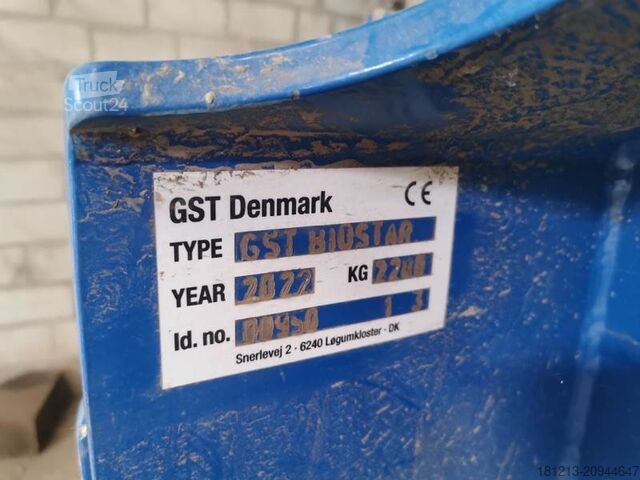 Truck
Scout24
GST Denmark CE
TYPE GST BIOSTAR
YEAR 2022 KG
Id. no.
Snerlevej 2 - 6240 Løgumkloster - DK
181213-20944647